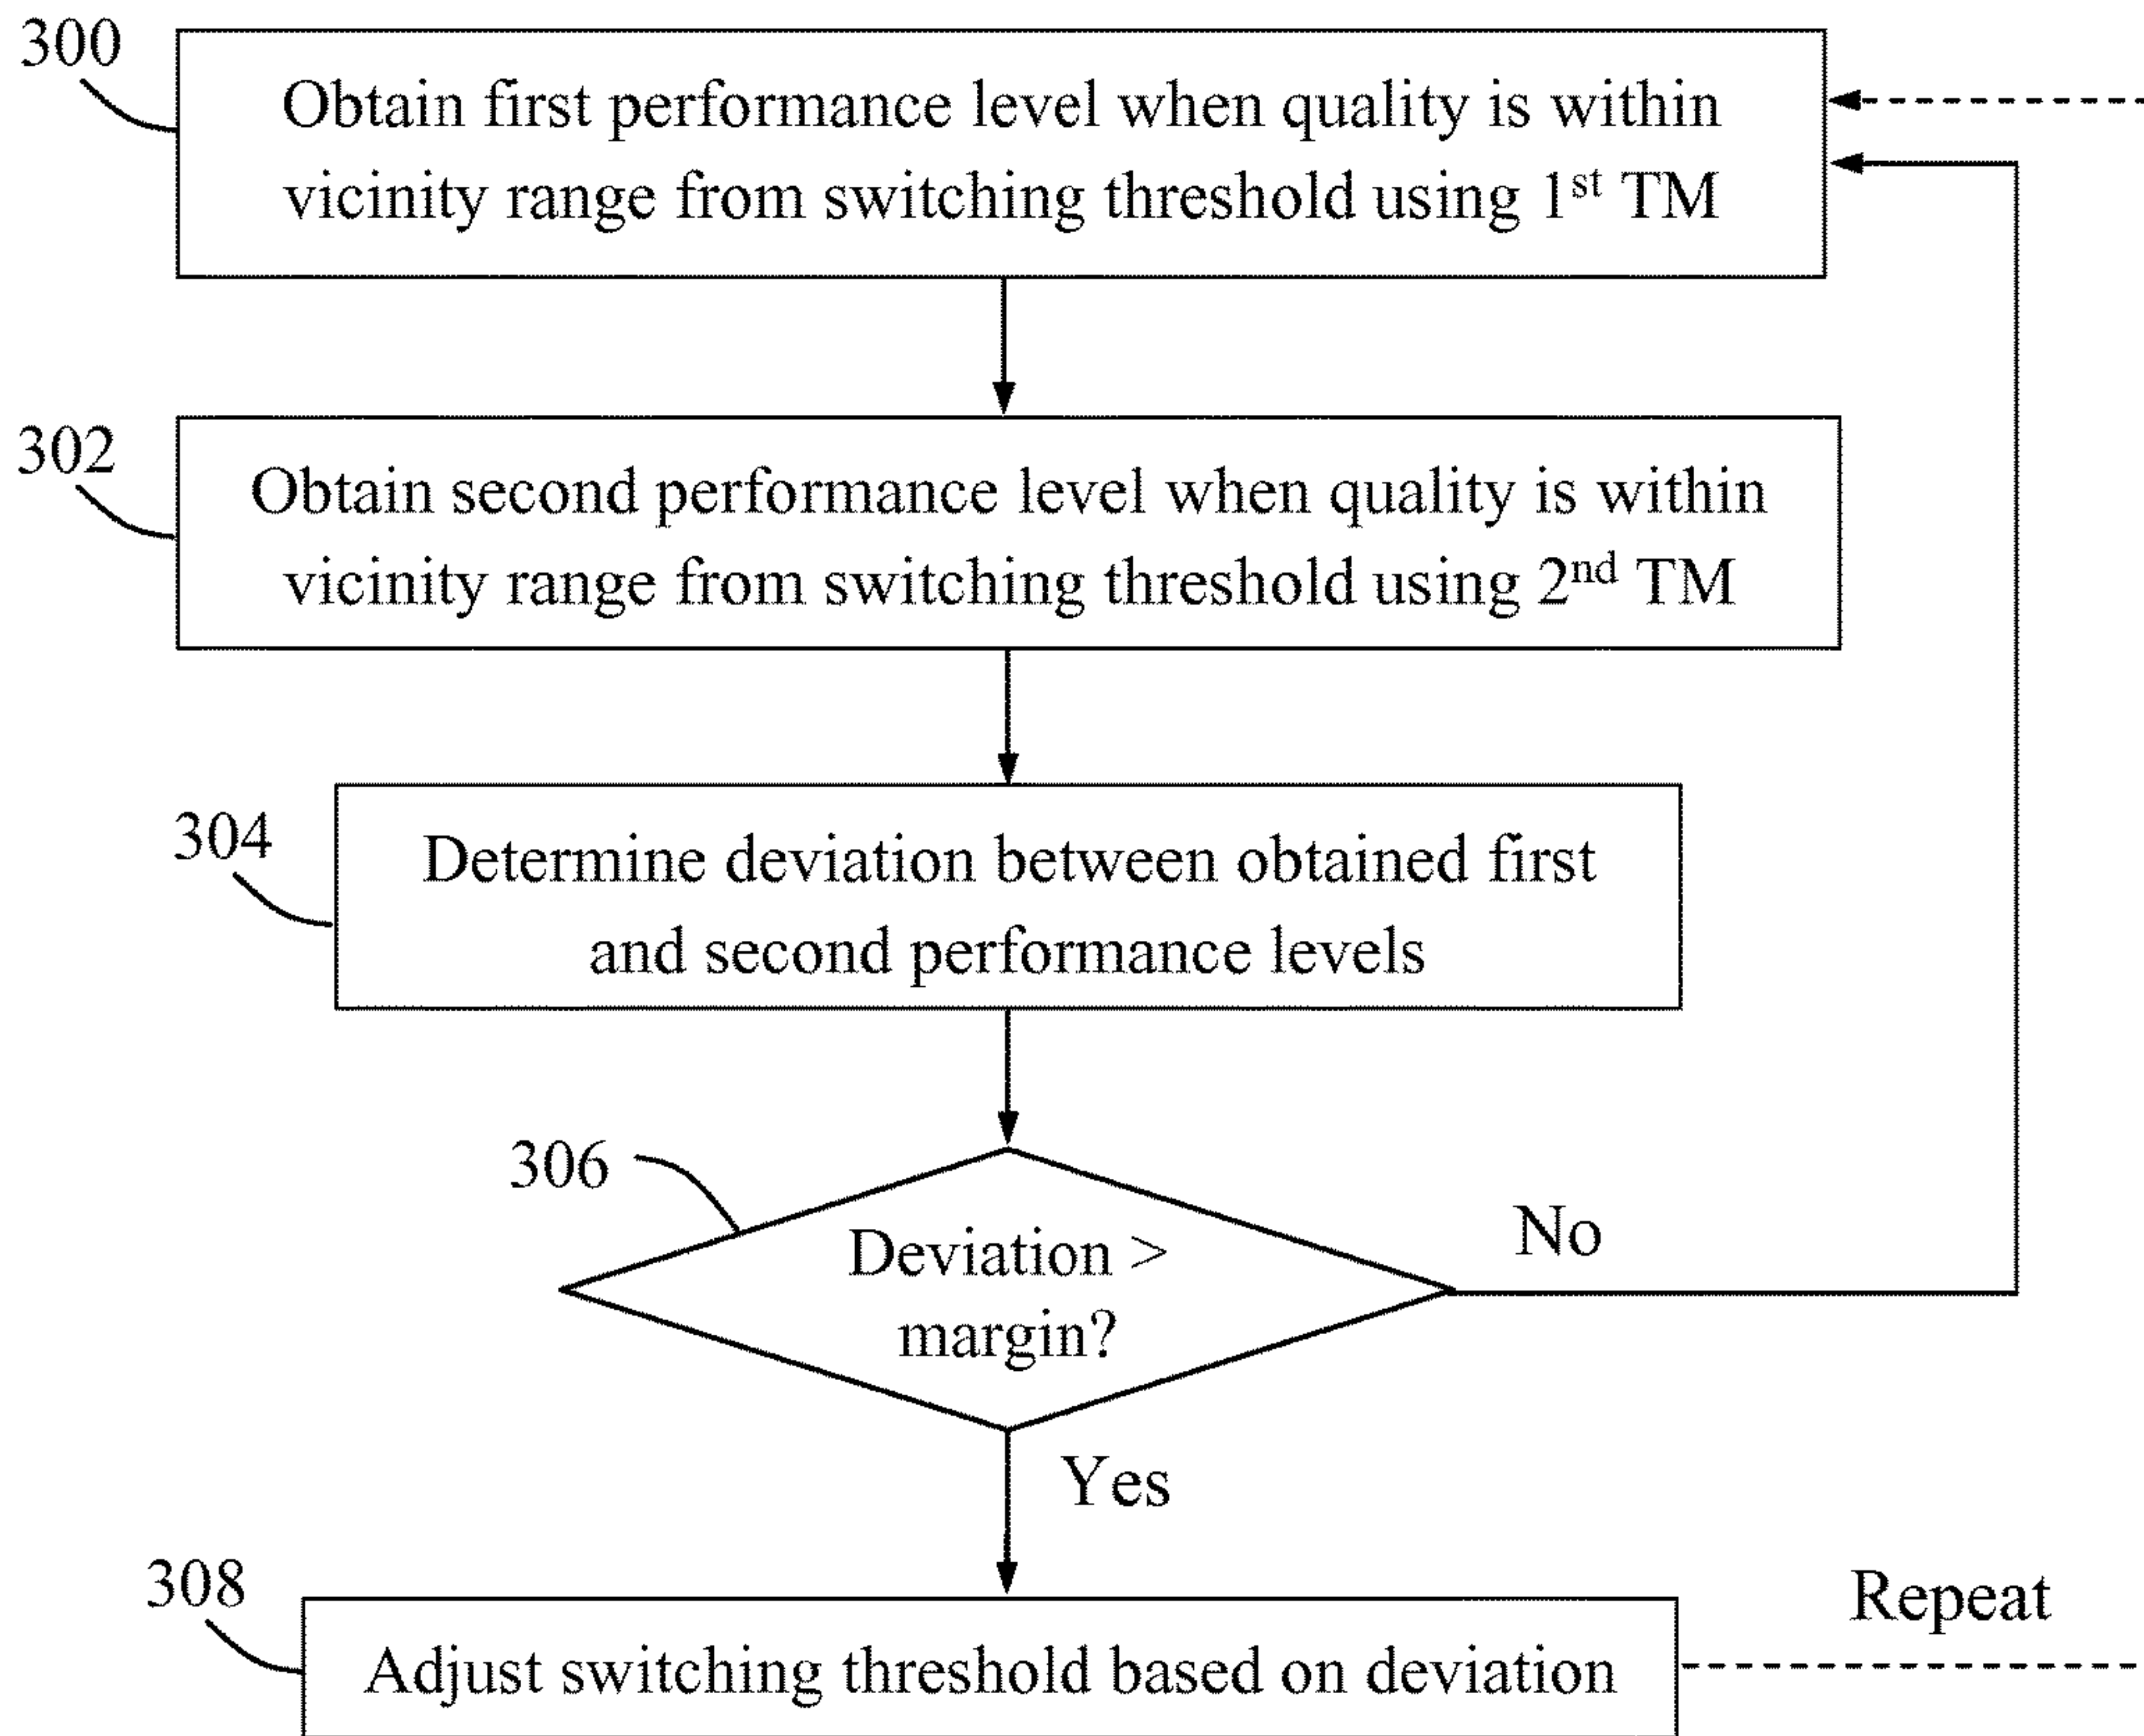 300
Obtain first performance level when quality is within
vicinity range from switching threshold using 1st TM
302
Obtain second performance level when quality is within
vicinity range from switching threshold using 2nd TM
304
Determine deviation between obtained first
and second performance levels
306
Deviation >
margin?
No
Yes
308
Repeat
Adjust switching threshold based on deviation